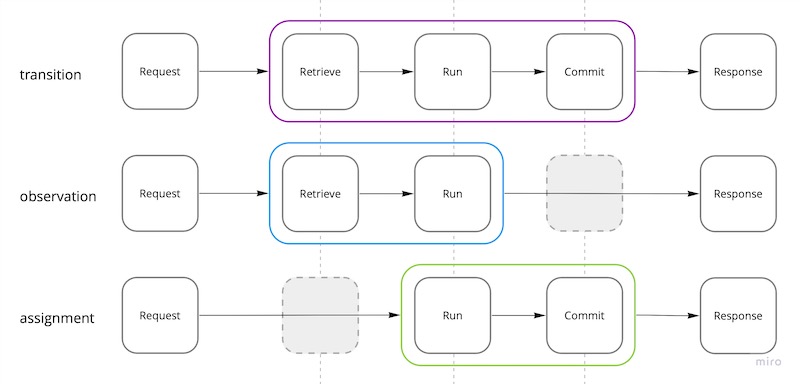 transition
Request
Retrieve
Run
Commit
Response
observation
Request
Retrieve
Run
Response
assignment
Request
Run
Commit
Response
miro